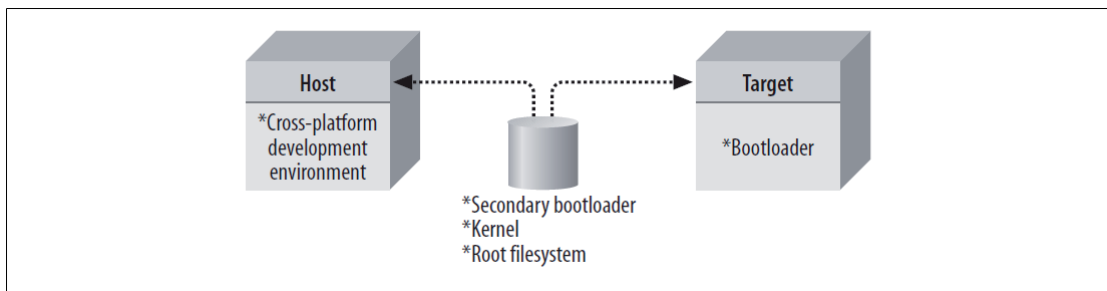 Host
*Cross-platform
development
environment
Target
*Bootloader
*Secondary bootloader
*Kernel
*Root filesystem